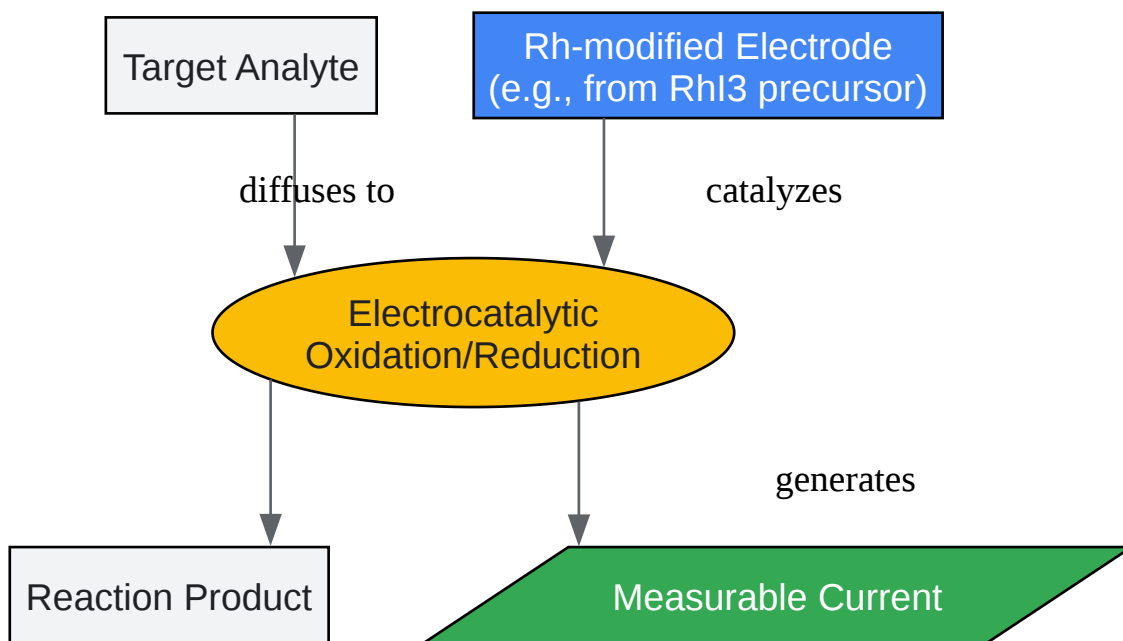 Target Analyte
Rh-modified Electrode
(e.g., from RhI3 precursor)
diffuses to
catalyzes
Electrocatalytic
Oxidation/Reduction
generates
Reaction Product
Measurable Current